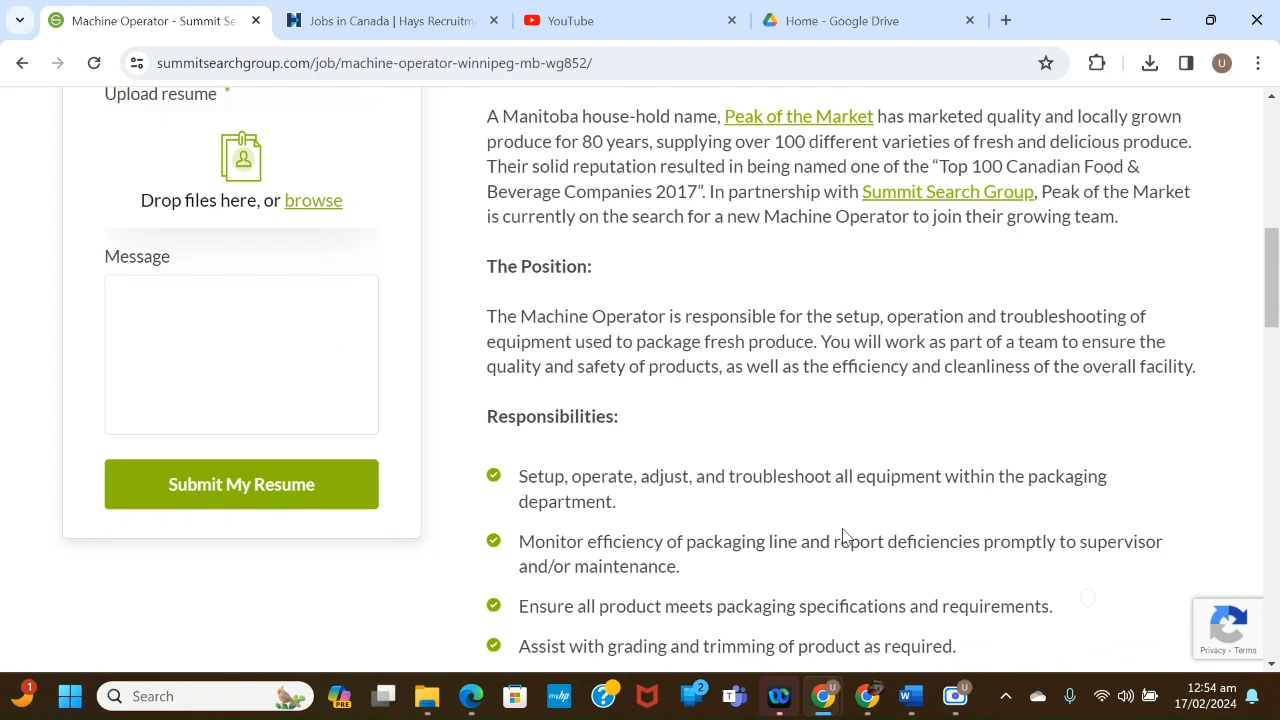 Machine Operator - Summit Se
Jobs in Canada | Hays Recruitm
YouTube
Home - Google Drive
summitsearchgroup.com/job/machine-operator-winnipeg-mb-wg852/
U
Upload resume *
Drop files here, or browse
Message
Submit My Resume
A Manitoba house-hold name, Peak of the Market has marketed quality and locally grown
produce for 80 years, supplying over 100 different varieties of fresh and delicious produce.
Their solid reputation resulted in being named one of the “Top 100 Canadian Food &
Beverage Companies 2017”. In partnership with Summit Search Group, Peak of the Market
is currently on the search for a new Machine Operator to join their growing team.
The Position:
The Machine Operator is responsible for the setup, operation and troubleshooting of
equipment used to package fresh produce. You will work as part of a team to ensure the
quality and safety of products, as well as the efficiency and cleanliness of the overall facility.
Responsibilities:
Setup, operate, adjust, and troubleshoot all equipment within the packaging
department.
Monitor efficiency of packaging line and report deficiencies promptly to supervisor
and/or maintenance.
Ensure all product meets packaging specifications and requirements.
Assist with grading and trimming of product as required.
Privacy - Terms
1
Search
PRE
2
12:54 am
17/02/2024